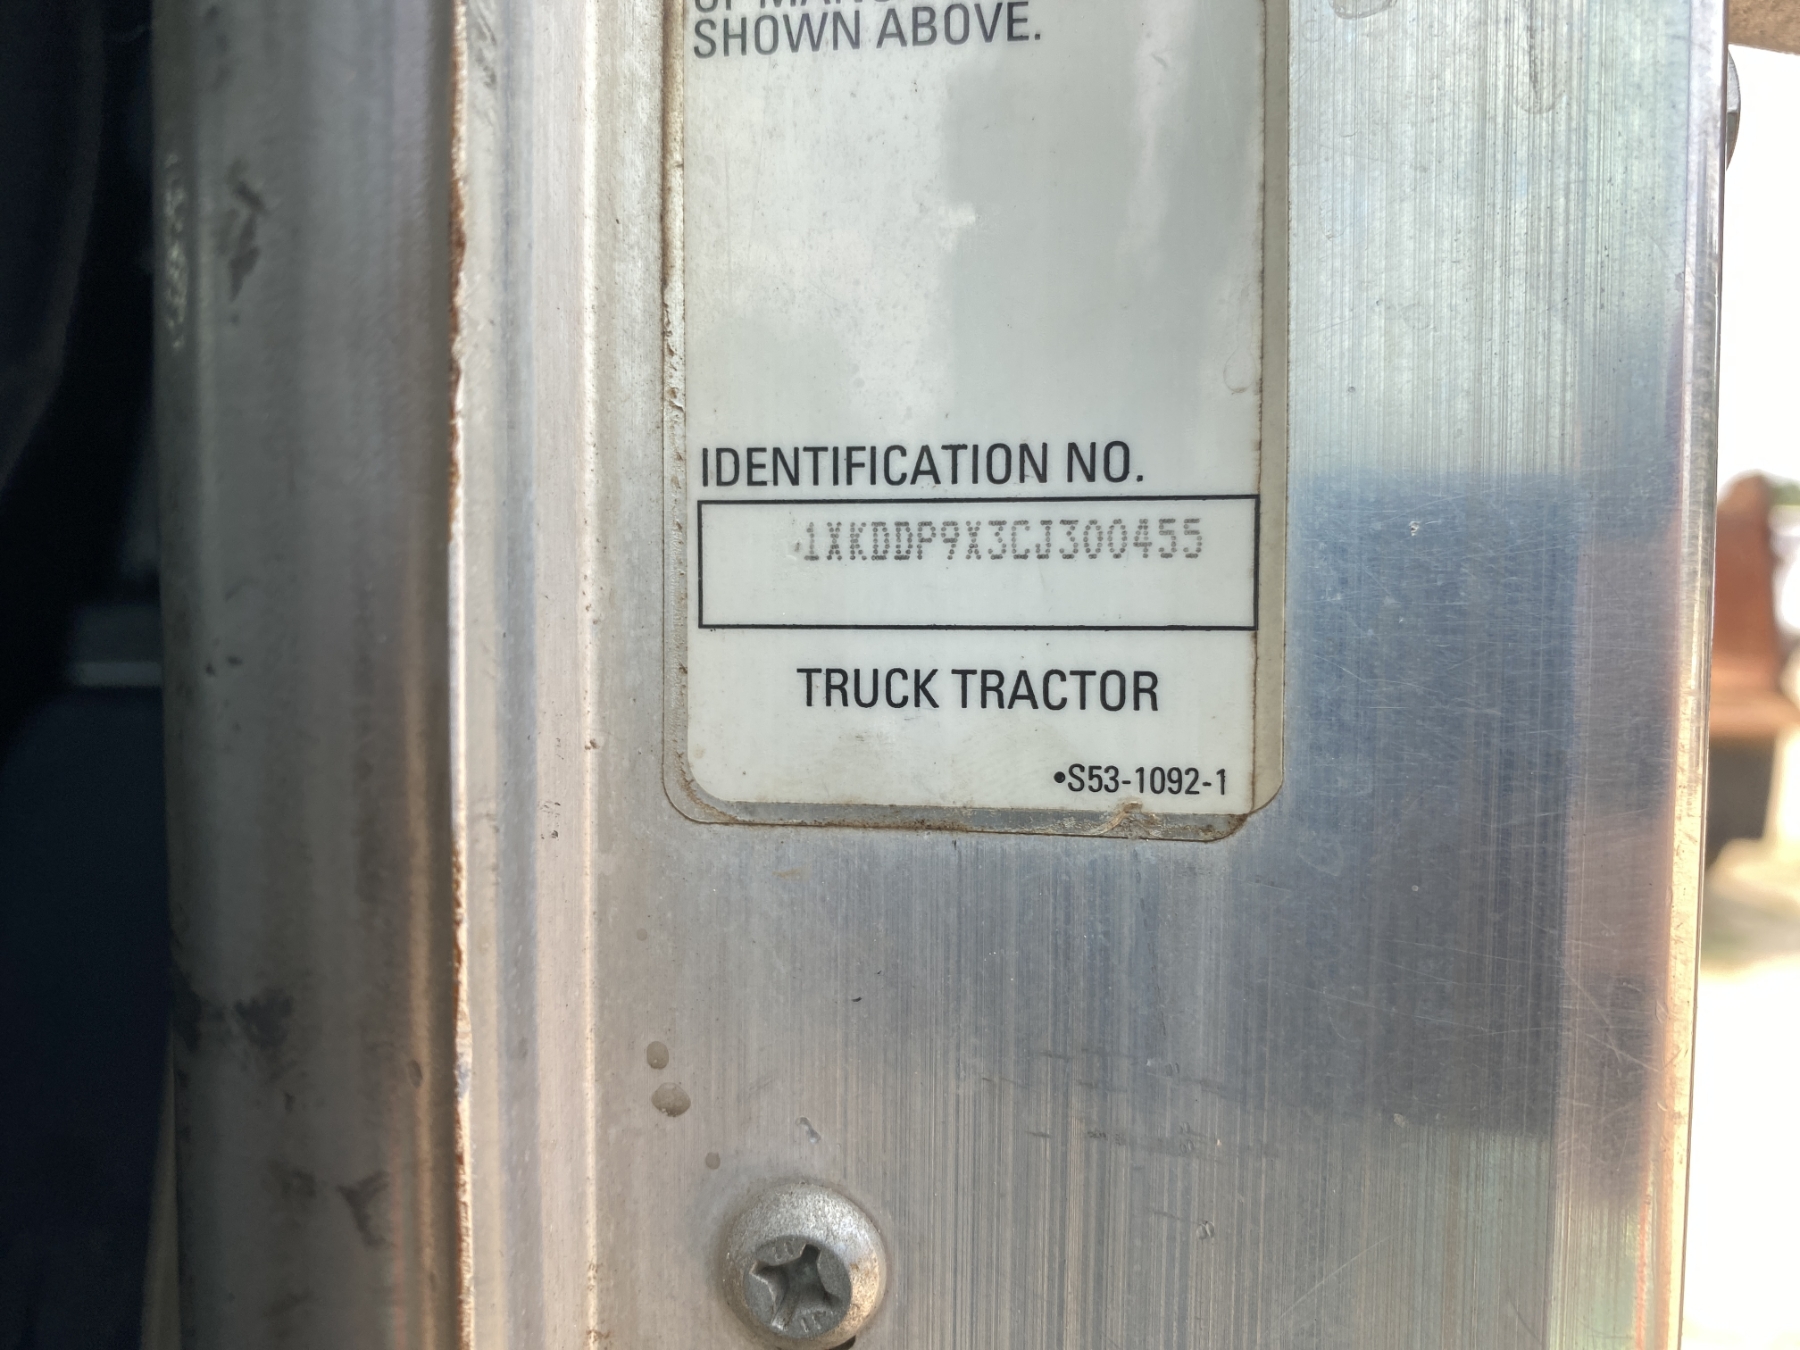 SHOWN ABOVE.
IDENTIFICATION NO.
1XKDDP9X3CJ300455
TRUCK TRACTOR
•S53-1092-1